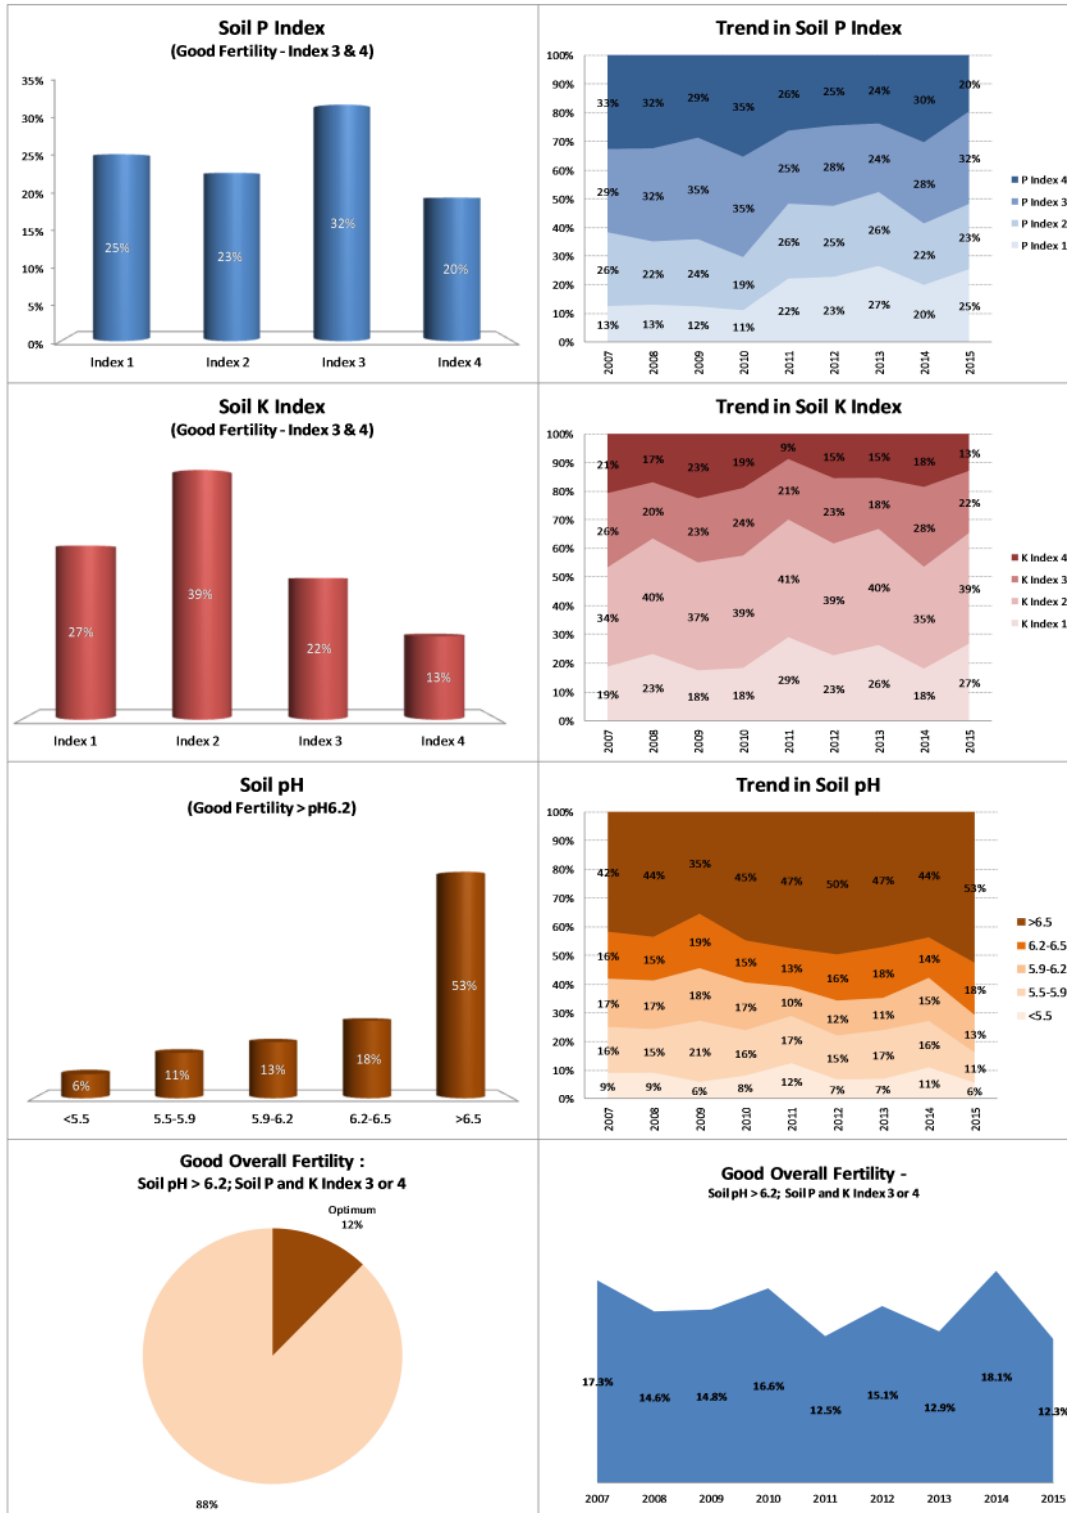 Soil P Index
(Good Fertility - Index 3 & 4)
35%
30%
25%
20%
15%
10%
5%
0%
25%
23%
32%
20%
Index 1
Index 2
Index 3
Index 4
Trend in Soil P Index
100%
90%
80%
70%
60%
50%
40%
30%
20%
10%
0%
33% 32% 29% 35% 26% 25% 24% 30% 20%
29% 32% 35% 35% 25% 28% 24% 28% 32%
26% 22% 24% 19% 26% 25% 26% 22% 23%
13% 13% 12% 11% 22% 23% 27% 20% 25%
2007 2008 2009 2010 2011 2012 2013 2014 2015
P Index 4
P Index 3
P Index 2
P Index 1
Soil K Index
(Good Fertility - Index 3 & 4)
27%
39%
22%
13%
Index 1
Index 2
Index 3
Index 4
Trend in Soil K Index
100%
90%
80%
70%
60%
50%
40%
30%
20%
10%
0%
21% 17% 23% 19% 9% 15% 15% 18% 13%
26% 20% 23% 24% 21% 23% 18% 28% 22%
34% 40% 37% 39% 41% 39% 40% 35% 39%
19% 23% 18% 18% 29% 23% 26% 18% 27%
2007 2008 2009 2010 2011 2012 2013 2014 2015
K Index 4
K Index 3
K Index 2
K Index 1
Soil pH
(Good Fertility > pH6.2)
6%
11%
13%
18%
53%
<5.5
5.5-5.9
5.9-6.2
6.2-6.5
>6.5
Trend in Soil pH
100%
90%
80%
70%
60%
50%
40%
30%
20%
10%
0%
42% 44% 35% 45% 47% 50% 47% 44% 53%
16% 15% 19% 15% 13% 16% 18% 14% 18%
17% 17% 18% 17% 10% 12% 11% 15% 13%
16% 15% 21% 16% 17% 15% 17% 16% 11%
9% 9% 6% 8% 12% 7% 7% 11% 6%
2007 2008 2009 2010 2011 2012 2013 2014 2015
>6.5
6.2-6.5
5.9-6.2
5.5-5.9
<5.5
Good Overall Fertility :
Soil pH > 6.2; Soil P and K Index 3 or 4
Optimum
12%
88%
Good Overall Fertility -
Soil pH > 6.2; Soil P and K Index 3 or 4
17.3% 14.6% 14.8% 16.6% 12.5% 15.1% 12.9% 18.1% 12.3%
2007 2008 2009 2010 2011 2012 2013 2014 2015